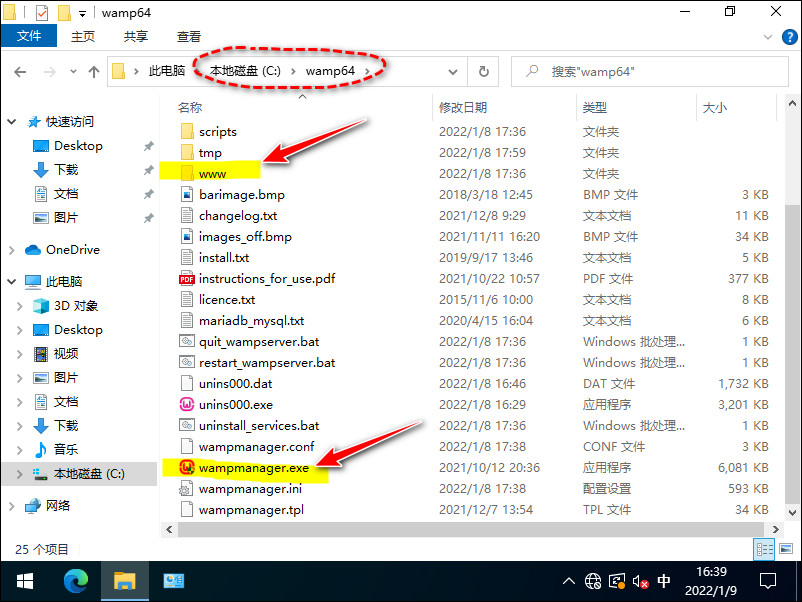 wamp64
文件 主页 共享 查看
此电脑 本地磁盘 (C:) wamp64 搜索"wamp64"
名称 修改日期 类型 大小
快速访问
Desktop
下载
文档
图片
OneDrive
此电脑
3D 对象
Desktop
视频
图片
文档
下载
音乐
本地磁盘 (C:)
网络
scripts 2022/1/8 17:36 文件夹
tmp 2022/1/8 17:59 文件夹
www 2022/1/8 17:36 文件夹
barimage.bmp 2018/3/18 12:45 BMP 文件 3 KB
changelog.txt 2021/12/8 9:29 文本文档 11 KB
images_off.bmp 2021/11/11 16:20 BMP 文件 34 KB
install.txt 2019/9/17 13:46 文本文档 5 KB
PDF instructions_for_use.pdf 2021/10/22 10:57 PDF 文件 377 KB
licence.txt 2015/11/6 10:00 文本文档 8 KB
mariadb_mysql.txt 2020/4/15 16:04 文本文档 6 KB
quit_wampserver.bat 2022/1/8 17:36 Windows 批处理... 1 KB
restart_wampserver.bat 2022/1/8 17:36 Windows 批处理... 1 KB
unins000.dat 2022/1/8 16:46 DAT 文件 1,732 KB
unins000.exe 2022/1/8 16:29 应用程序 3,201 KB
uninstall_services.bat 2022/1/8 17:36 Windows 批处理... 1 KB
wampmanager.conf 2022/1/8 17:38 CONF 文件 3 KB
wampmanager.exe 2021/10/12 20:36 应用程序 6,081 KB
wampmanager.ini 2022/1/8 17:38 配置设置 593 KB
wampmanager.tpl 2021/12/7 13:54 TPL 文件 34 KB
25 个项目
中
16:39
2022/1/9